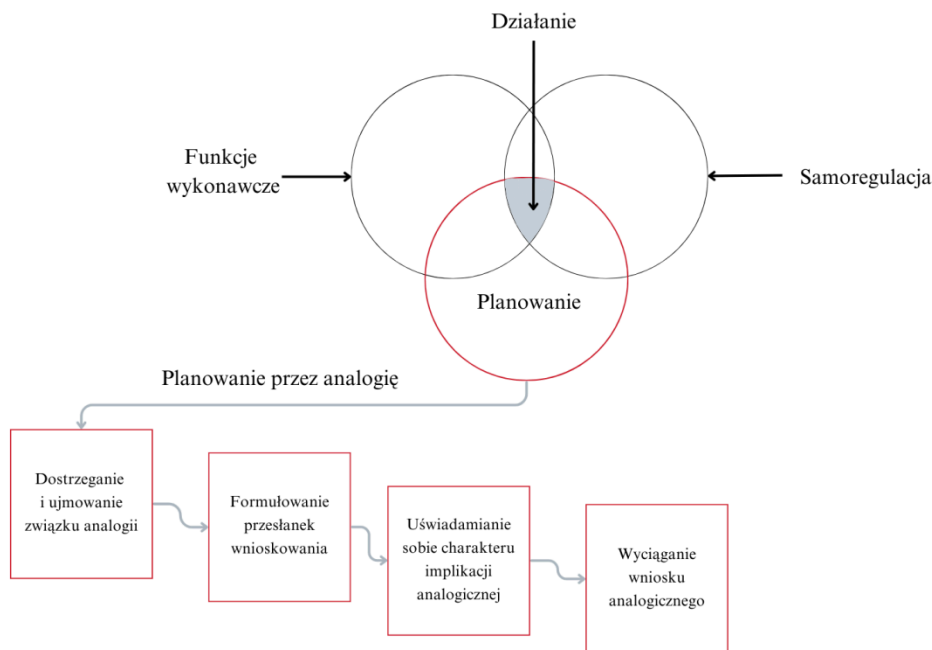 Działanie
Funkcje
wykonawcze
Samoregulacja
Planowanie
Planowanie przez analogię
Dostrzeganie
i ujmowanie
związku analogii
Formułowanie
przesłanek
wnioskowania
Uświadamianie
sobie charakteru
implikacji
analogicznej
Wyciąganie
wniosku
analogicznego